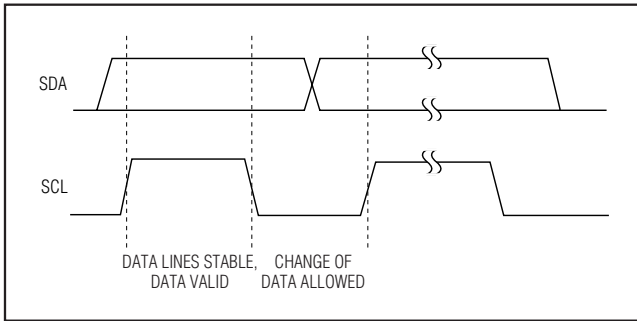 SDA
SCL
DATA LINES STABLE,
DATA VALID
CHANGE OF
DATA ALLOWED